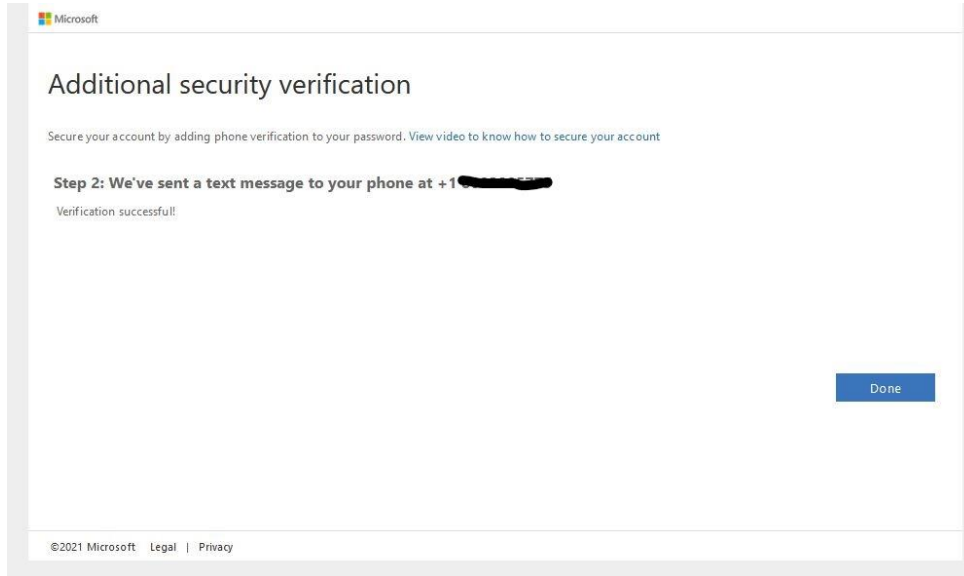 Microsoft
Additional security verification
Secure your account by adding phone verification to your password. View video to know how to secure your account
Step 2: We've sent a text message to your phone at +1
Verification successful!
Done
©2021 Microsoft Legal | Privacy